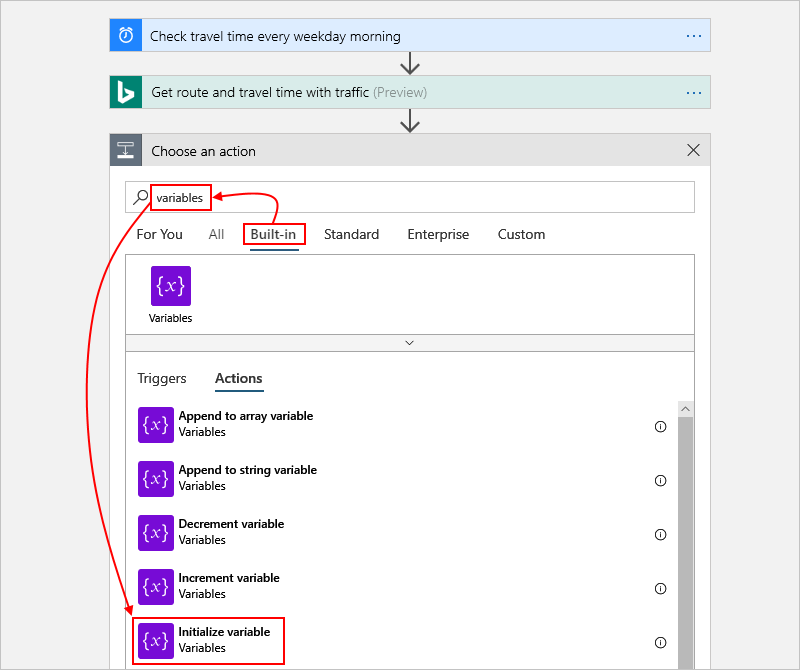 Check travel time every weekday morning
Get route and travel time with traffic (Preview)
Choose an action
variables
For You All Built-in Standard Enterprise Custom
{x}
Variables
Triggers Actions
{x} Append to array variable
Variables
{x} Append to string variable
Variables
{x} Decrement variable
Variables
{x} Increment variable
Variables
{x} Initialize variable
Variables